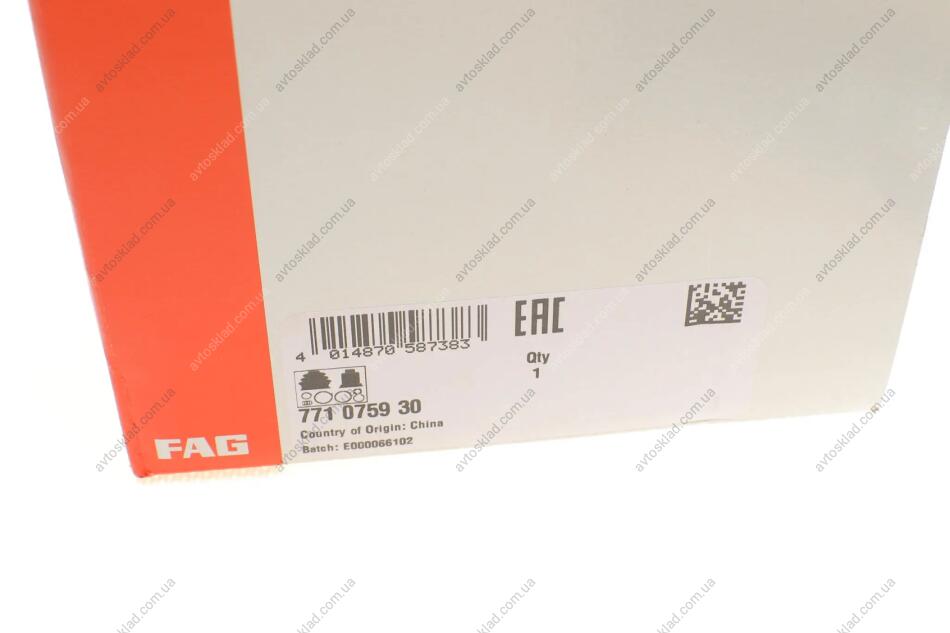 EAC
4 014870 587383
Qty
1
771 0759 30
Country of Origin: China
Batch: E000066102
FAG
avtosklad.com.ua